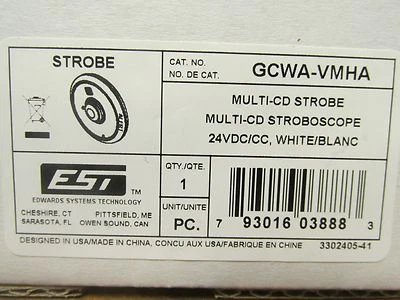 STROBE
CAT. NO.
NO. DE CAT.
GCWA-VMHA
MULTI-CD STROBE
MULTI-CD STROBOSCOPE
24VDC/CC, WHITE/BLANC
EST™
EDWARDS SYSTEMS TECHNOLOGY
CHESHIRE, CT PITTSFIELD, ME
SARASOTA, FL OWEN SOUND, CAN
QTY./QTE.
1
UNIT/UNITE
PC.
7 93016 03888 3
DESIGNED IN USA/MADE IN CHINA, CONCU AUX USA/FABRIQUE EN CHINE 3302405-41